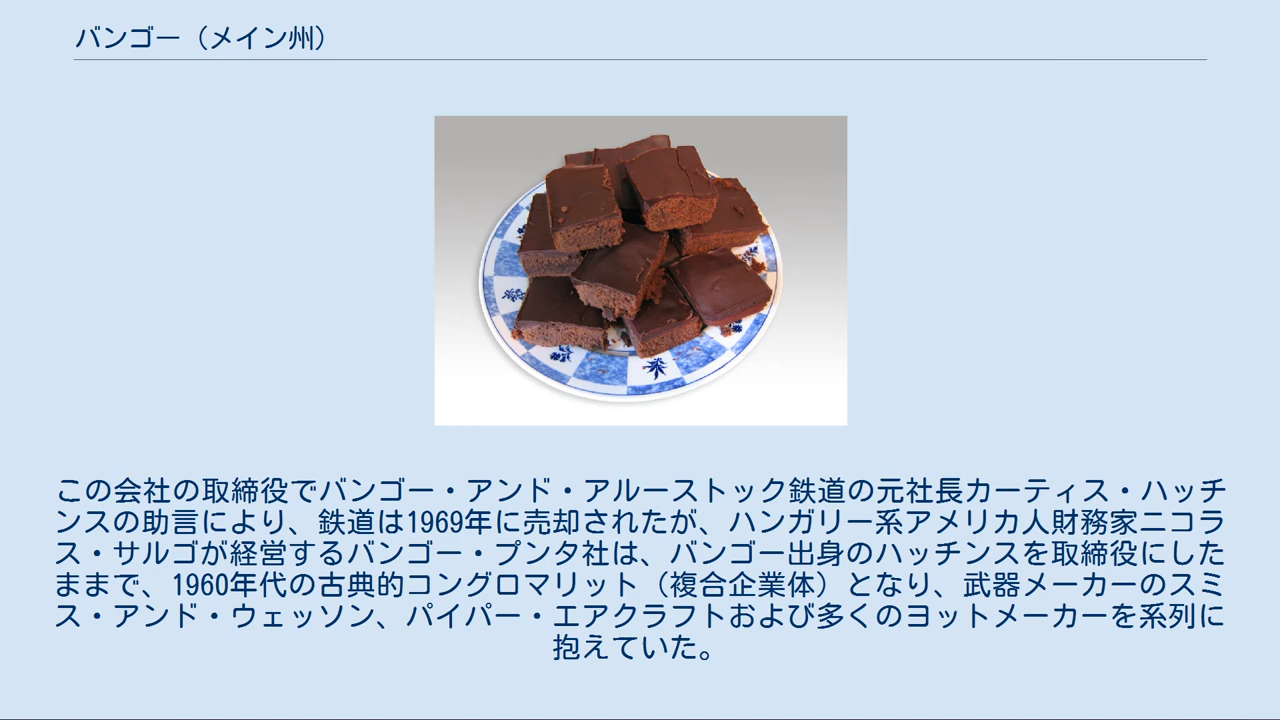 バンゴー（メイン州）
この会社の取締役でバンゴー・アンド・アルーストック鉄道の元社長カーティス・ハッチ
ンスの助言により、鉄道は1969年に売却されたが、ハンガリー系アメリカ人財務家ニコラ
ス・サルゴが経営するバンゴー・プンタ社は、バンゴー出身のハッチンスを取締役にした
ままで、1960年代の古典的コングロマリット（複合企業体）となり、武器メーカーのスミ
ス・アンド・ウェッソン、パイパー・エアクラフトおよび多くのヨットメーカーを系列に
抱えていた。